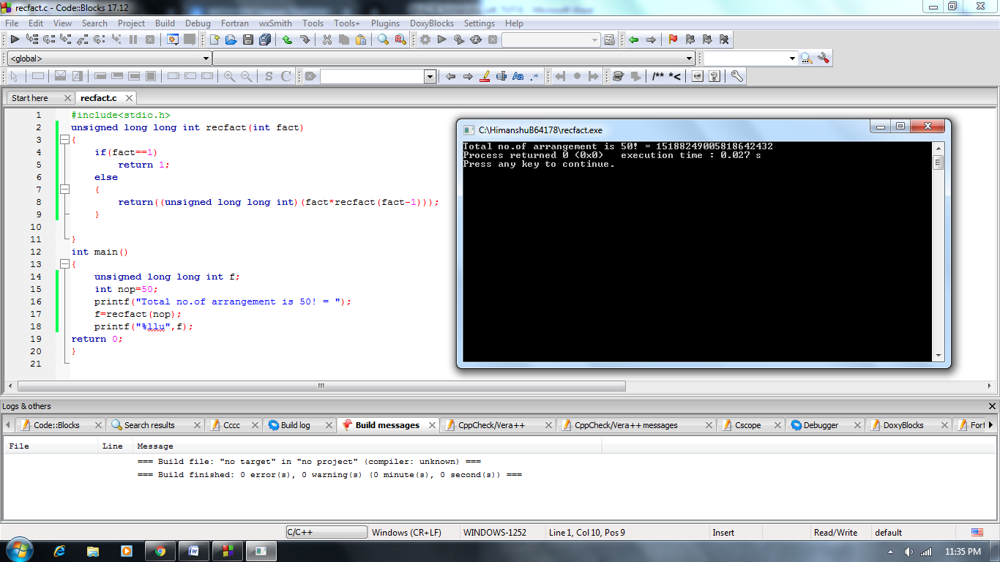 recfact.c - Code::Blocks 17.12
File Edit View Search Project Build Debug Fortran wxSmith Tools Tools+ Plugins DoxyBlocks Settings Help
<global>
S C Aa .* /** *<
Start here recfact.c
1 #include<stdio.h>
2 unsigned long long int recfact(int fact)
3 {
4 if(fact==1)
5 return 1;
6 else
7 {
8 return((unsigned long long int)(fact*recfact(fact-1)));
9 }
10
11 }
12 int main()
13 {
14 unsigned long long int f;
15 int nop=50;
16 printf("Total no.of arrangement is 50! = ");
17 f=recfact(nop);
18 printf("%llu",f);
19 return 0;
20 }
21
C:\HimanshuB64178\recfact.exe
Total no.of arrangement is 50! = 15188249005818642432
Process returned 0 (0x0) execution time : 0.027 s
Press any key to continue.
Logs & others
Code::Blocks Search results Cccc Build log Build messages CppCheck/Vera++ CppCheck/Vera++ messages Cscope Debugger DoxyBlocks Fort
File Line Message
=== Build file: "no target" in "no project" (compiler: unknown) ===
=== Build finished: 0 error(s), 0 warning(s) (0 minute(s), 0 second(s)) ===
C/C++ Windows (CR+LF) WINDOWS-1252 Line 1, Col 10, Pos 9 Insert Read/Write default
11:35 PM